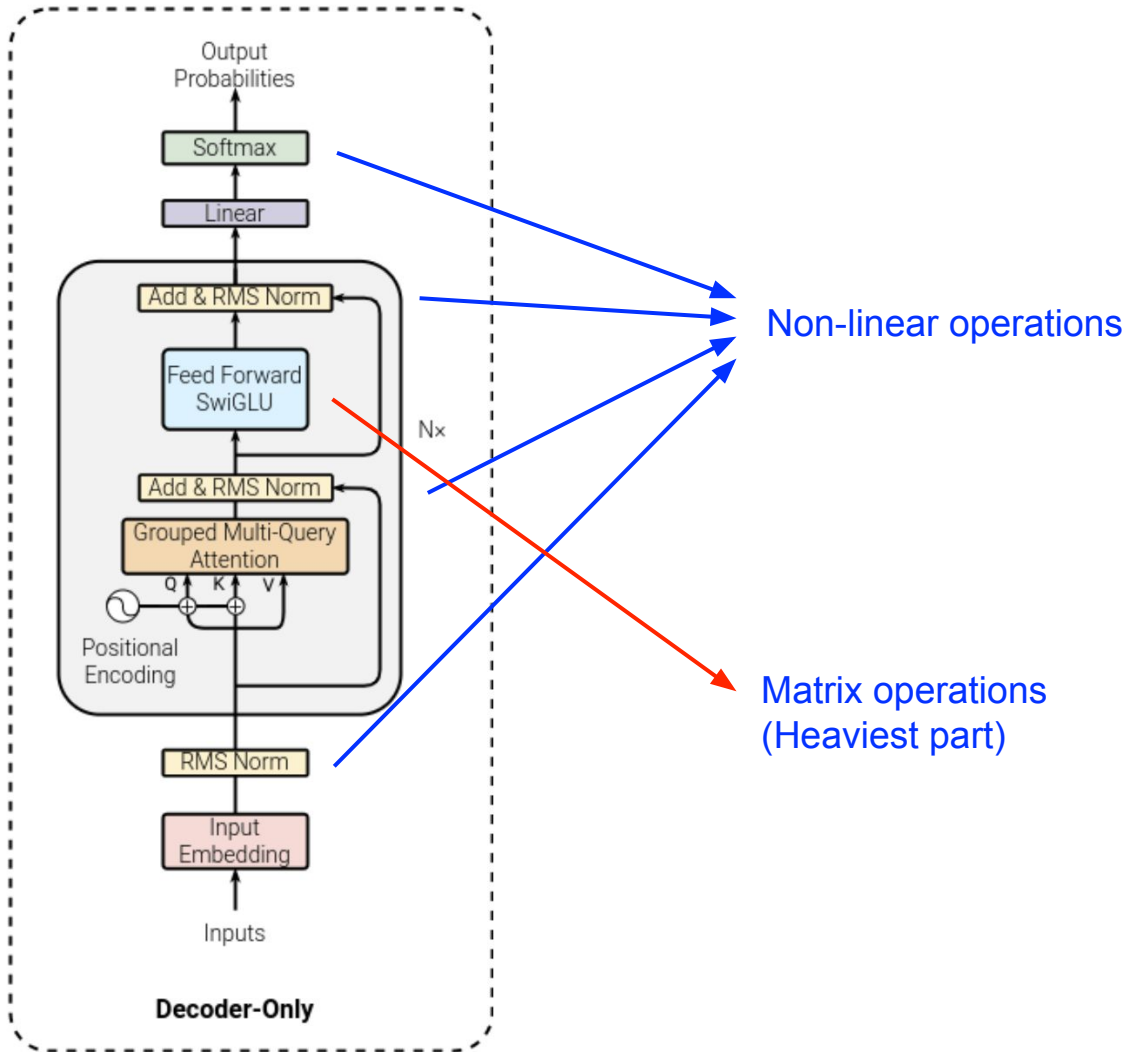 Output
Probabilities
Softmax
Linear
Add & RMS Norm
Feed Forward
SwiGLU
N×
Add & RMS Norm
Grouped Multi-Query
Attention
Q K V
Positional
Encoding
RMS Norm
Input
Embedding
Inputs
Decoder-Only
Non-linear operations
Matrix operations
(Heaviest part)